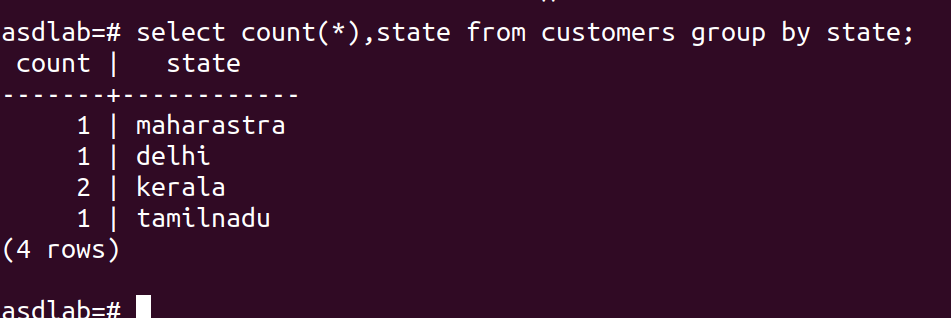 asdlab=# select count(*),state from customers group by state;
 count |   state
-------+------------
     1 | maharastra
     1 | delhi
     2 | kerala
     1 | tamilnadu
(4 rows)
asdlab=#